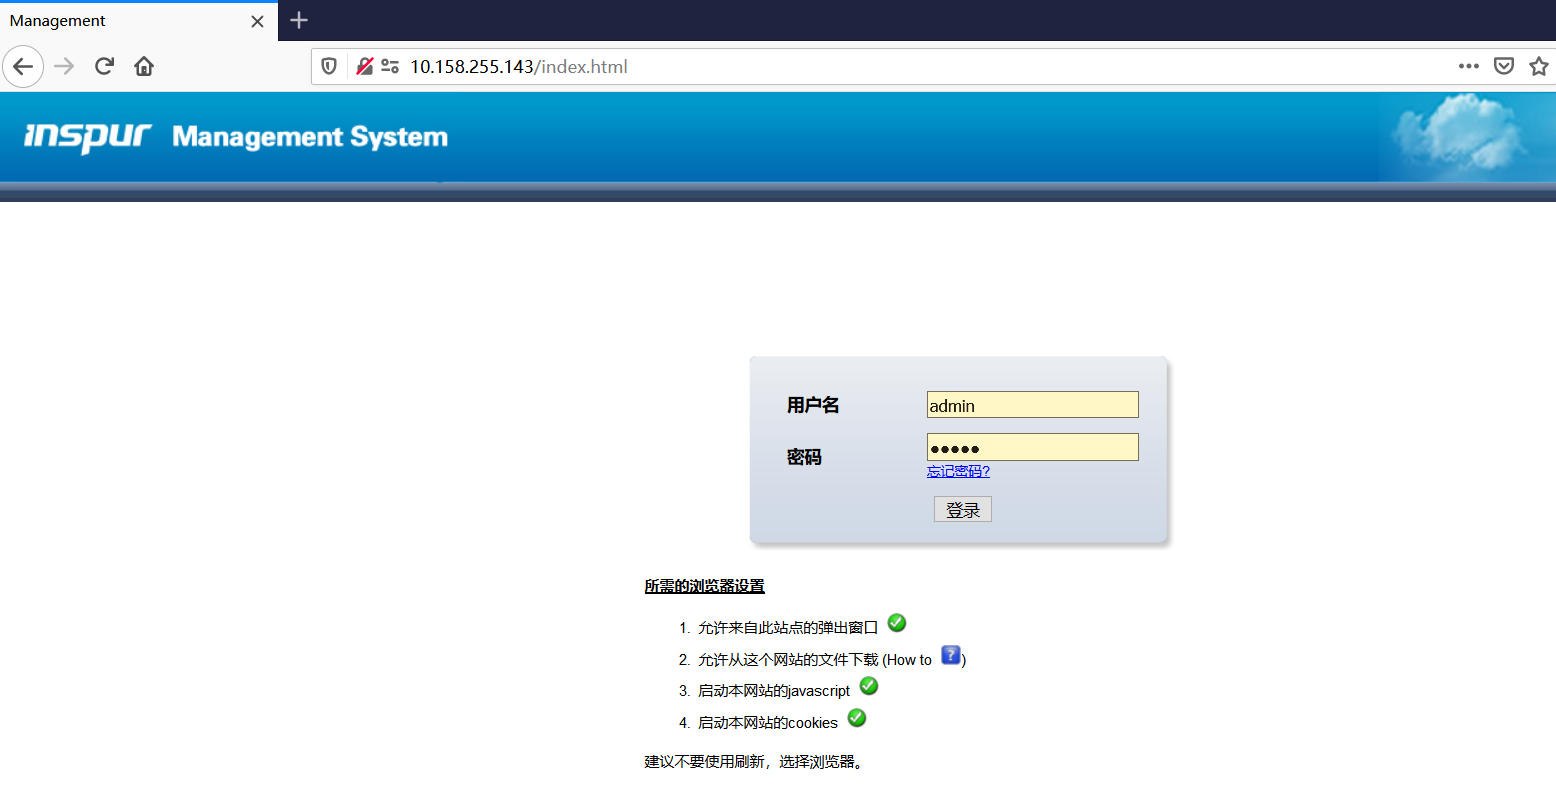 Management
10.158.255.143/index.html
inspur Management System
用户名 admin
密码 •••••
忘记密码?
登录
所需的浏览器设置
1. 允许来自此站点的弹出窗口
2. 允许从这个网站的文件下载 (How to ?)
3. 启动本网站的javascript
4. 启动本网站的cookies
建议不要使用刷新，选择浏览器。